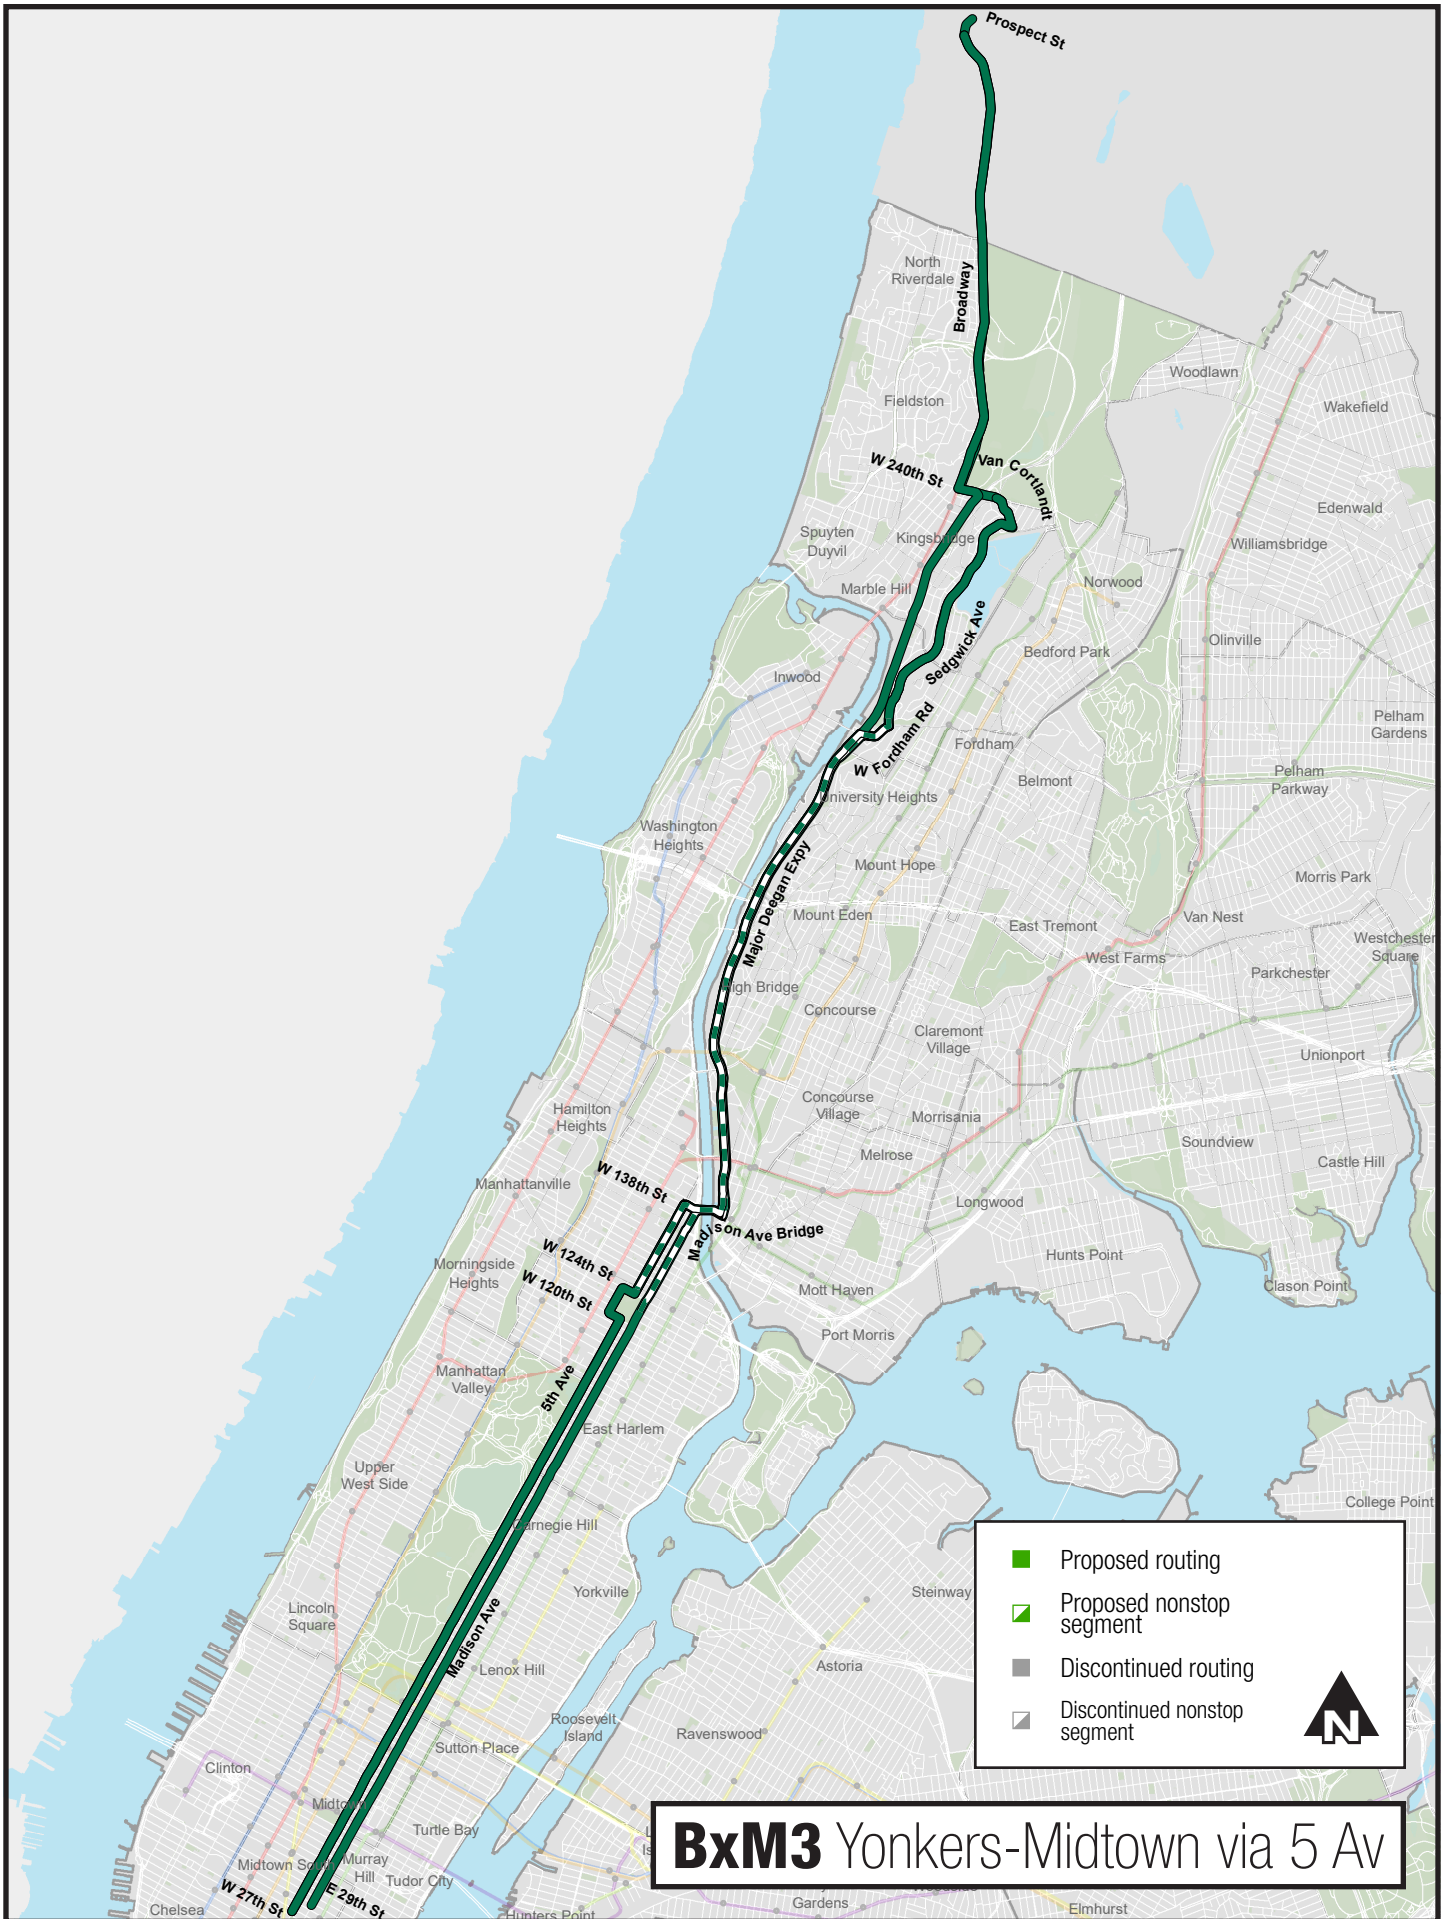 Prospect St
North
Riverdale
Broadway
Woodlawn
Wakefield
Fieldston
W 240th St
Van Cortlandt
Edenwald
Spuyten
Duyvil
Kingsbridge
Williamsbridge
Marble Hill
Norwood
Sedgwick Ave
Olinville
Bedford Park
Inwood
W Fordham Rd
Pelham
Gardens
Fordham
Belmont
Pelham
Parkway
University Heights
Washington
Heights
Major Deegan Expy
Mount Hope
Morris Park
Mount Eden
East Tremont
Van Nest
Westchester
Square
West Farms
Parkchester
High Bridge
Concourse
Claremont
Village
Unionport
Hamilton
Heights
Concourse
Village
Morrisania
Soundview
Melrose
Castle Hill
W 138th St
Manhattanville
Longwood
Madison Ave Bridge
W 124th St
Morningside
Heights
W 120th St
Hunts Point
Mott Haven
Clason Point
Port Morris
Manhattan
Valley
5th Ave
East Harlem
Upper
West Side
College Point
Carnegie Hill
Yorkville
Steinway
Lincoln
Square
Madison Ave
Lenox Hill
Astoria
Roosevelt
Island
Ravenswood
Sutton Place
Clinton
Midtown
Turtle Bay
Midtown South
Murray
Hill
Tudor City
W 27th St
E 29th St
Chelsea
Hunters Point
Gardens
Elmhurst
Proposed routing
Proposed nonstop
segment
Discontinued routing
Discontinued nonstop
segment
N
BxM3 Yonkers-Midtown via 5 Av